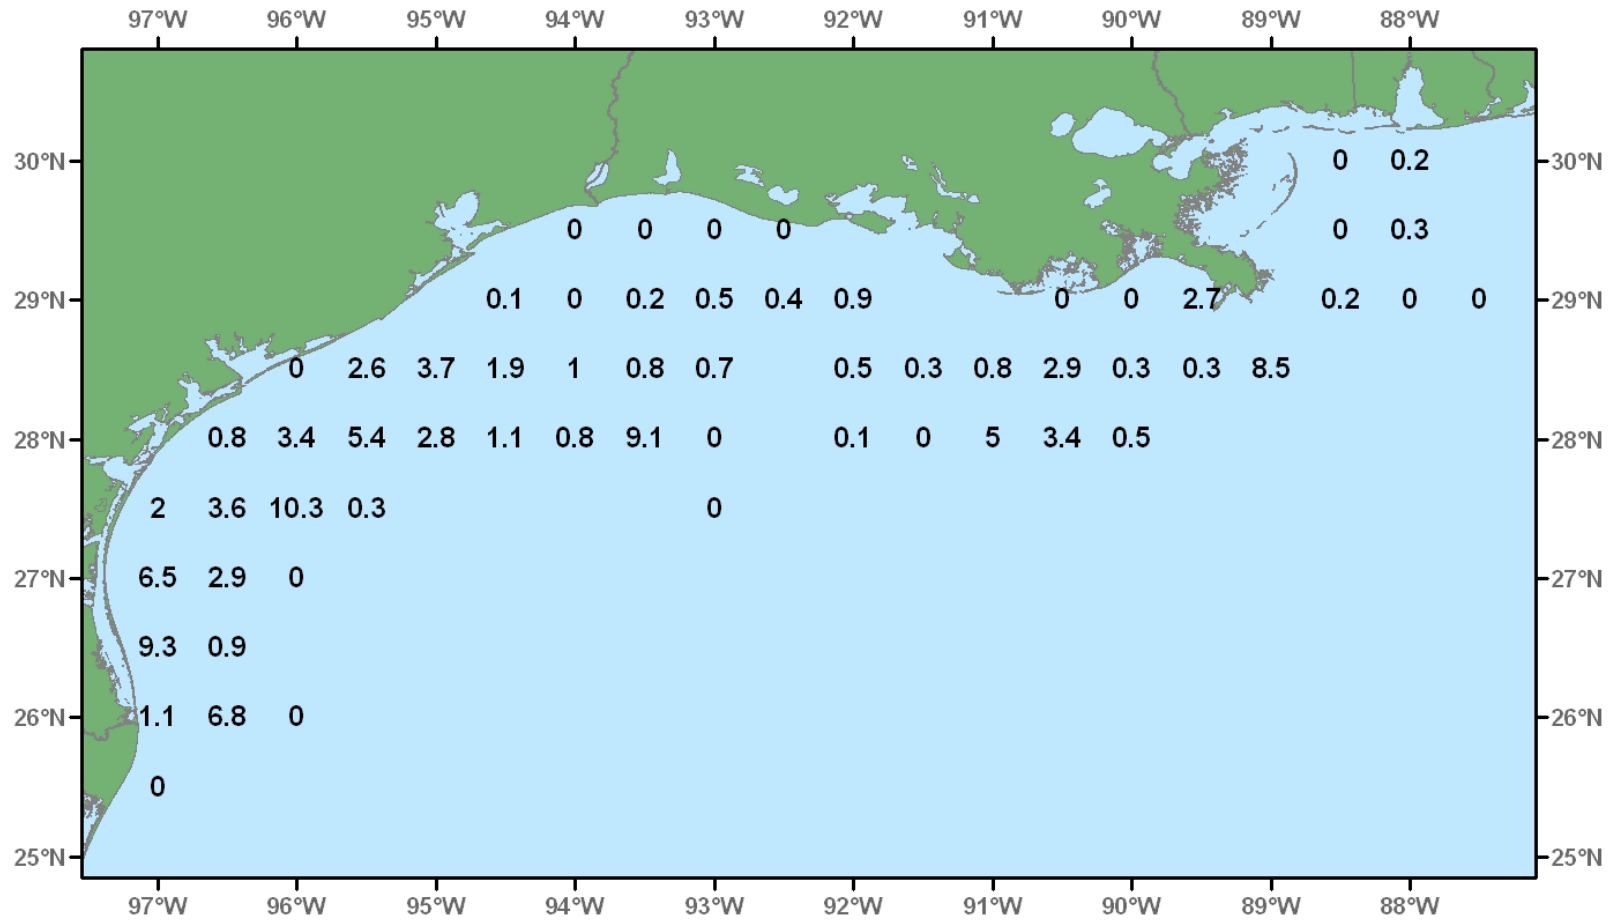 97°W 96°W 95°W 94°W 93°W 92°W 91°W 90°W 89°W 88°W
30°N 0 0.2 30°N
0 0 0 0 0 0.3
29°N 0.1 0 0.2 0.5 0.4 0.9 0 0 2.7 0.2 0 0 29°N
0 2.6 3.7 1.9 1 0.8 0.7 0.5 0.3 0.8 2.9 0.3 0.3 8.5
28°N 0.8 3.4 5.4 2.8 1.1 0.8 9.1 0 0.1 0 5 3.4 0.5 28°N
2 3.6 10.3 0.3 0
27°N 6.5 2.9 0 27°N
9.3 0.9
26°N 1.1 6.8 0 26°N
0
25°N 25°N
97°W 96°W 95°W 94°W 93°W 92°W 91°W 90°W 89°W 88°W